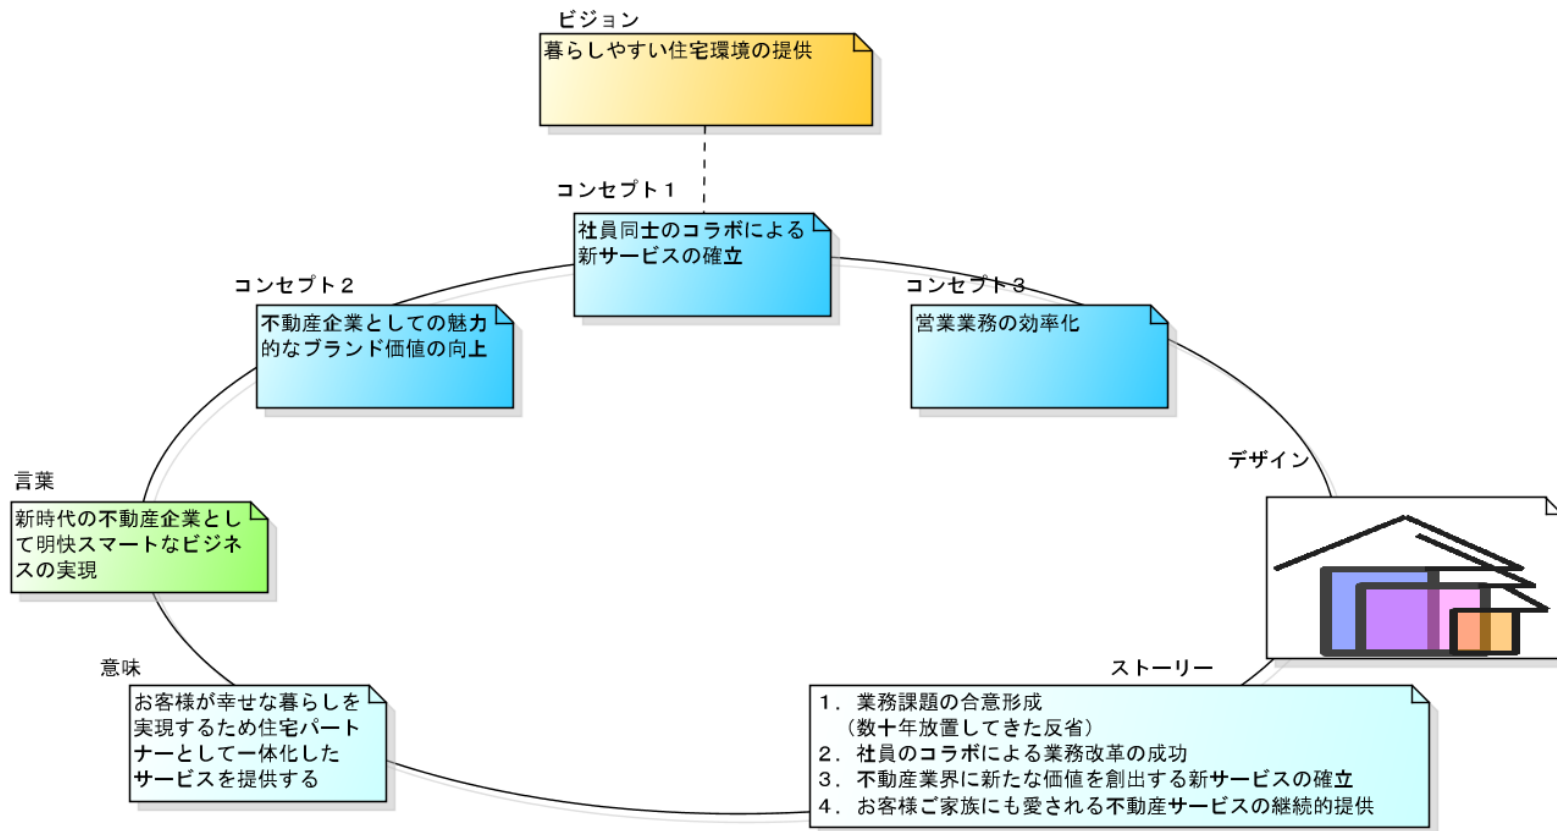 ビジョン
暮らしやすい住宅環境の提供
コンセプト１
社員同士のコラボによる
新サービスの確立
コンセプト２
不動産企業としての魅力
的なブランド価値の向上
コンセプト３
営業業務の効率化
言葉
新時代の不動産企業とし
て明快スマートなビジネ
スの実現
デザイン
意味
お客様が幸せな暮らしを
実現するため住宅パート
ナーとして一体化した
サービスを提供する
ストーリー
１．業務課題の合意形成
（数十年放置してきた反省）
２．社員のコラボによる業務改革の成功
３．不動産業界に新たな価値を創出する新サービスの確立
４．お客様ご家族にも愛される不動産サービスの継続的提供